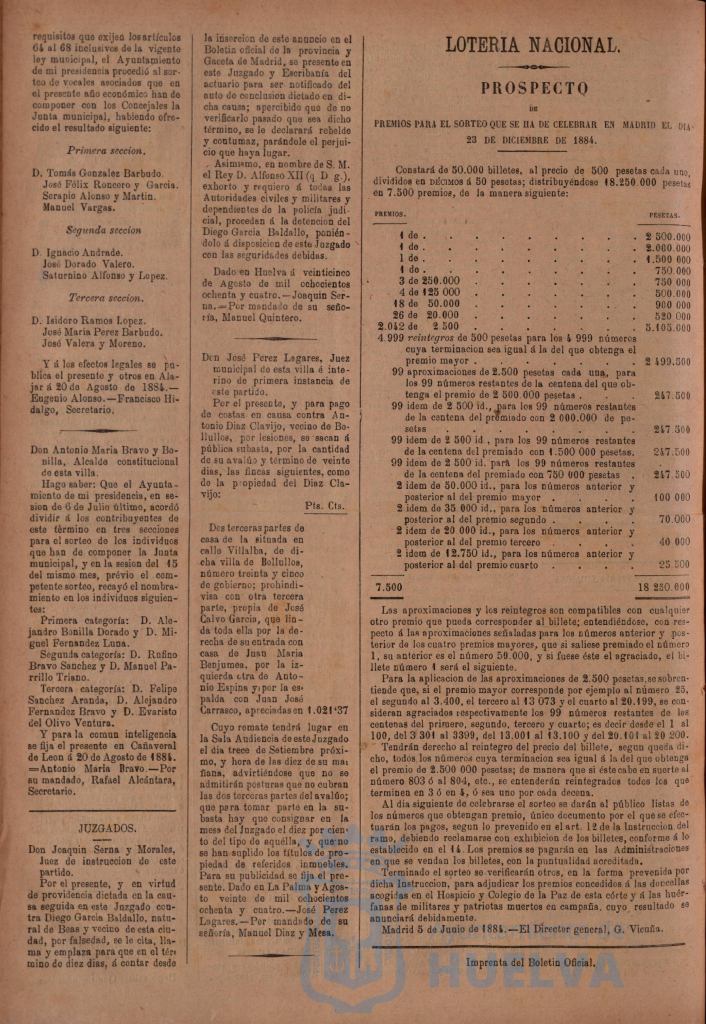 requisitos que exijen los artículos
64 al 68 inclusives de la vigente
ley municipal, el Ayuntamiento
de mi presidencia procedió al sor-
teo de vocales asociados que en
el presente año económico han de
componer con los Concejales la
Junta municipal, habiendo ofre-
cido el resultado siguiente:
Primera seccion.
D. Tomás Gonzalez Barbudo.
José Félix Roncero y Garcia.
Serapio Alonso y Martin.
Manuel Vargas.
Segunda seccion
D. Ignacio Andrade.
José Dorado Valero.
Saturnino Alfonso y Lopez.
Tercera seccion.
D. Isidoro Ramos Lopez.
José Maria Perez Barbudo.
José Valera y Moreno.
Y á los efectos legales se pu-
blica el presente y otros en Ala-
jar á 20 de Agosto de 1884.—
Eugenio Alonso.—Francisco Hi-
dalgo, Secretario.
Don Antonio Maria Bravo y Bo-
nilla, Alcalde constitucional
de esta villa.
Hago saber: Que el Ayunta-
miento de mi presidencia, en se-
sion de 6 de Julio último, acordó
dividir á los contribuyentes de
este término en tres secciones
para el sorteo de los individuos
que han de componer la Junta
municipal, y en la sesion del 15
del mismo mes, prévio el com-
petente sorteo, recayó el nombra-
miento en los individuos siguien-
tes:
Primera categoría: D. Ale-
jandro Bonilla Dorado y D. Mi-
guel Fernandez Luna.
Segunda categoría: D. Rufino
Bravo Sanchez y D. Manuel Pa-
rrillo Triano.
Tercera categoría: D. Felipe
Sanchez Aranda, D. Alejandro
Fernandez Bravo y D. Evaristo
del Olivo Ventura.
Y para la comun inteligencia
se fija el presente en Cañaveral
de Leon á 20 de Agosto de 1884.
=Antonio Maria Bravo.—Por
su mandado, Rafael Alcántara,
Secretario.
JUZGADOS.
Don Joaquin Serna y Morales,
Juez de instruccion de este
partido.
Por el presente, y en virtud
de providencia dictada en la cau-
sa seguida en este Juzgado con-
tra Diego Garcia Baldallo, natu-
ral de Beas y vecino de esta ciu-
dad, por falsedad, se le cita, lla-
ma y emplaza para que en el tér-
mino de diez dias, á contar desde
la insercion de este anuncio en el
Boletin oficial de la provincia y
Gaceta de Madrid, se presente en
este Juzgado y Escribanía del
actuario para ser notificado del
auto de conclusion dictado en di-
cha causa; apercibido que de no
verificarlo pasado que sea dicho
término, se le declarará rebelde
y contumaz, parándole el perjui-
cio que haya lugar.
Asimismo, en nombre de S. M.
el Rey D. Alfonso XII (q D g.),
exhorto y requiero á todas las
Autoridades civiles y militares y
dependientes de la policía judi-
cial, procedan á la detencion del
Diego Garcia Baldallo, ponién-
dolo á disposicion de este Juzgado
con las seguridades debidas.
Dado en Huelva á veinticinco
de Agosto de mil ochocientos
ochenta y cuatro.—Joaquin Ser-
na.—Por mandado de su seño-
ría, Manuel Quintero.
Don José Perez Lagares, Juez
municipal de esta villa é inte-
rino de primera instancia de
este partido.
Por el presente, y para pago
de costas en causa contra An-
tonio Diaz Clavijo, vecino de Bo-
llullos, por lesiones, se sacan á
pública subasta, por la cantidad
de su avalúo y término de veinte
dias, las fincas siguientes, como
de la propiedad del Diaz Cla-
vijo:
Pts. Cts.
Dos terceras partes de
casa de la situada en
calle Villalba, de di-
cha villa de Bollullos,
número treinta y cinco
de gobierno; prohindi-
visa con otra tercera
parte, propia de José
Calvo Garcia, que lin-
da toda ella por la de-
recha de su entrada con
casa de Juan Maria
Benjumea, por la iz-
quierda otra de Anto-
nio Espina y por la es-
palda con Juan José
Carrasco, apreciadas en 1.021'37
Cuyo remate tendrá lugar en
la Sala Audiencia de este Juzgado
el dia trece de Setiembre próxi-
mo, y hora de las diez de su ma-
ñana, advirtiéndose que no se
admitirán posturas que no cubran
las dos terceras partes del avalúo;
que para tomar parte en la su-
basta hay que consignar en la
mesa del Juzgado el diez por cien-
to del tipo de aquélla, y que no
se han suplido los títulos de pro-
piedad de referidos inmuebles.
Para su publicidad se fija el pre-
sente. Dado en La Palma y Agos-
to veinte de mil ochocientos
ochenta y cuatro.—José Perez
Lagares.—Por mandado de su
señoría, Manuel Diaz y Mesa.
LOTERIA NACIONAL.
PROSPECTO
DE
PREMIOS PARA EL SORTEO QUE SE HA DE CELEBRAR EN MADRID EL DIA
23 DE DICIEMBRE DE 1884.
Constará de 50.000 billetes, al precio de 500 pesetas cada uno,
divididos en DÉCIMOS á 50 pesetas; distribuyéndose 18.250.000 pesetas
en 7.500 premios, de la manera siguiente:
PREMIOS. PESETAS.
1 de . . . . . . . . 2 500.000
1 de . . . . . . . . 2.000.000
1 de . . . . . . . . 1.500 000
1 de . . . . . . . . 750.000
3 de 250.000 . . . . . . 750 000
4 de 125 000 . . . . . . 500.000
18 de 50.000 . . . . . . 900 000
26 de 20.000 . . . . . . 520 000
2.042 de 2 500 . . . . . . 5.105.000
4.999 reintegros de 500 pesetas para los 4 999 números
cuya terminacion sea igual á la del que obtenga el
premio mayor . . . . . 2 499.500
99 aproximaciones de 2.500 pesetas cada una, para
los 99 números restantes de la centena del que ob-
tenga el premio de 2 500.000 pesetas . . . 247.500
99 idem de 2 500 id., para los 99 números restantes
de la centena del premiado con 2 000.000 de pe-
setas . . . . . 247 500
99 idem de 2 500 id., para los 99 números restantes
de la centena del premiado con 1.500 000 pesetas. 247.500
99 idem de 2 500 id. para los 99 números restantes
de la centena del premiado con 750 000 pesetas . 247.500
2 idem de 50.000 id., para los números anterior y
posterior al del premio mayor . . . . 100 000
2 idem de 35 000 id., para los números anterior y
posterior al del premio segundo . . . . 70.000
2 idem de 20 000 id., para los números anterior y
posterior al del premio tercero . . . . 40 000
2 idem de 12.750 id., para los números anterior y
posterior al del premio cuarto . . . . 25.500
7.500 18 250.000
Las aproximaciones y los reintegros son compatibles con cualquier
otro premio que pueda corresponder al billete; entendiéndose, con res-
pecto á las aproximaciones señaladas para los números anterior y pos-
terior de los cuatro premios mayores, que si saliese premiado el número
1, su anterior es el número 50.000, y si fuese éste el agraciado, el bi-
llete número 1 será el siguiente.
Para la aplicacion de las aproximaciones de 2.500 pesetas, se sobren-
tiende que, si el premio mayor corresponde por ejemplo al número 25,
el segundo al 3.400, el tercero al 13 073 y el cuarto al 20.199, se con-
sideran agraciados respectivamente los 99 números restantes de las
centenas del primero, segundo, tercero y cuarto; es decir desde el 1 al
100, del 3 301 al 3399, del 13.001 al 13.100 y del 20.101 al 20 200.
Tendrán derecho al reintegro del precio del billete, segun queda di-
cho, todos los números cuya terminacion sea igual á la del que obtenga
el premio de 2.500 000 pesetas; de manera que si éste cabe en suerte al
número 803 ó al 804, etc., se entenderán reintegrados todos los que
terminen en 3 ó en 4, ó sea uno por cada decena.
Al dia siguiente de celebrarse el sorteo se darán al público listas de
los números que obtengan premio, único documento por el que se efec-
tuarán los pagos, segun lo prevenido en el art. 12 de la Instruccion del
ramo, debiendo reclamarse con exhibicion de los billetes, conforme á lo
establecido en el 14. Los premios se pagarán en las Administraciones
en que se vendan los billetes, con la puntualidad acreditada.
Terminado el sorteo se verificarán otros, en la forma prevenida por
dicha Instruccion, para adjudicar los premios concedidos á las doncellas
acogidas en el Hospicio y Colegio de la Paz de esta córte y á las huér-
fanas de militares y patriotas muertos en campaña, cuyo resultado se
anunciará debidamente.
Madrid 5 de Junio de 1884.—El Director general, G. Vicuña.
Imprenta del Boletin Oficial.
HUELVA